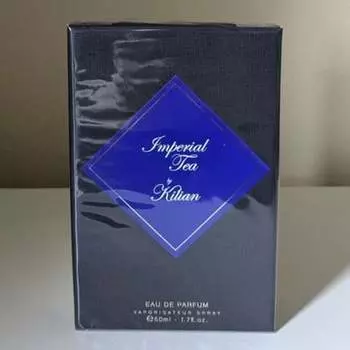 Imperial
Tea
by
Kilian
EAU DE PARFUM
VAPORISATEUR SPRAY
℮50ml - 1.7fl.oz.